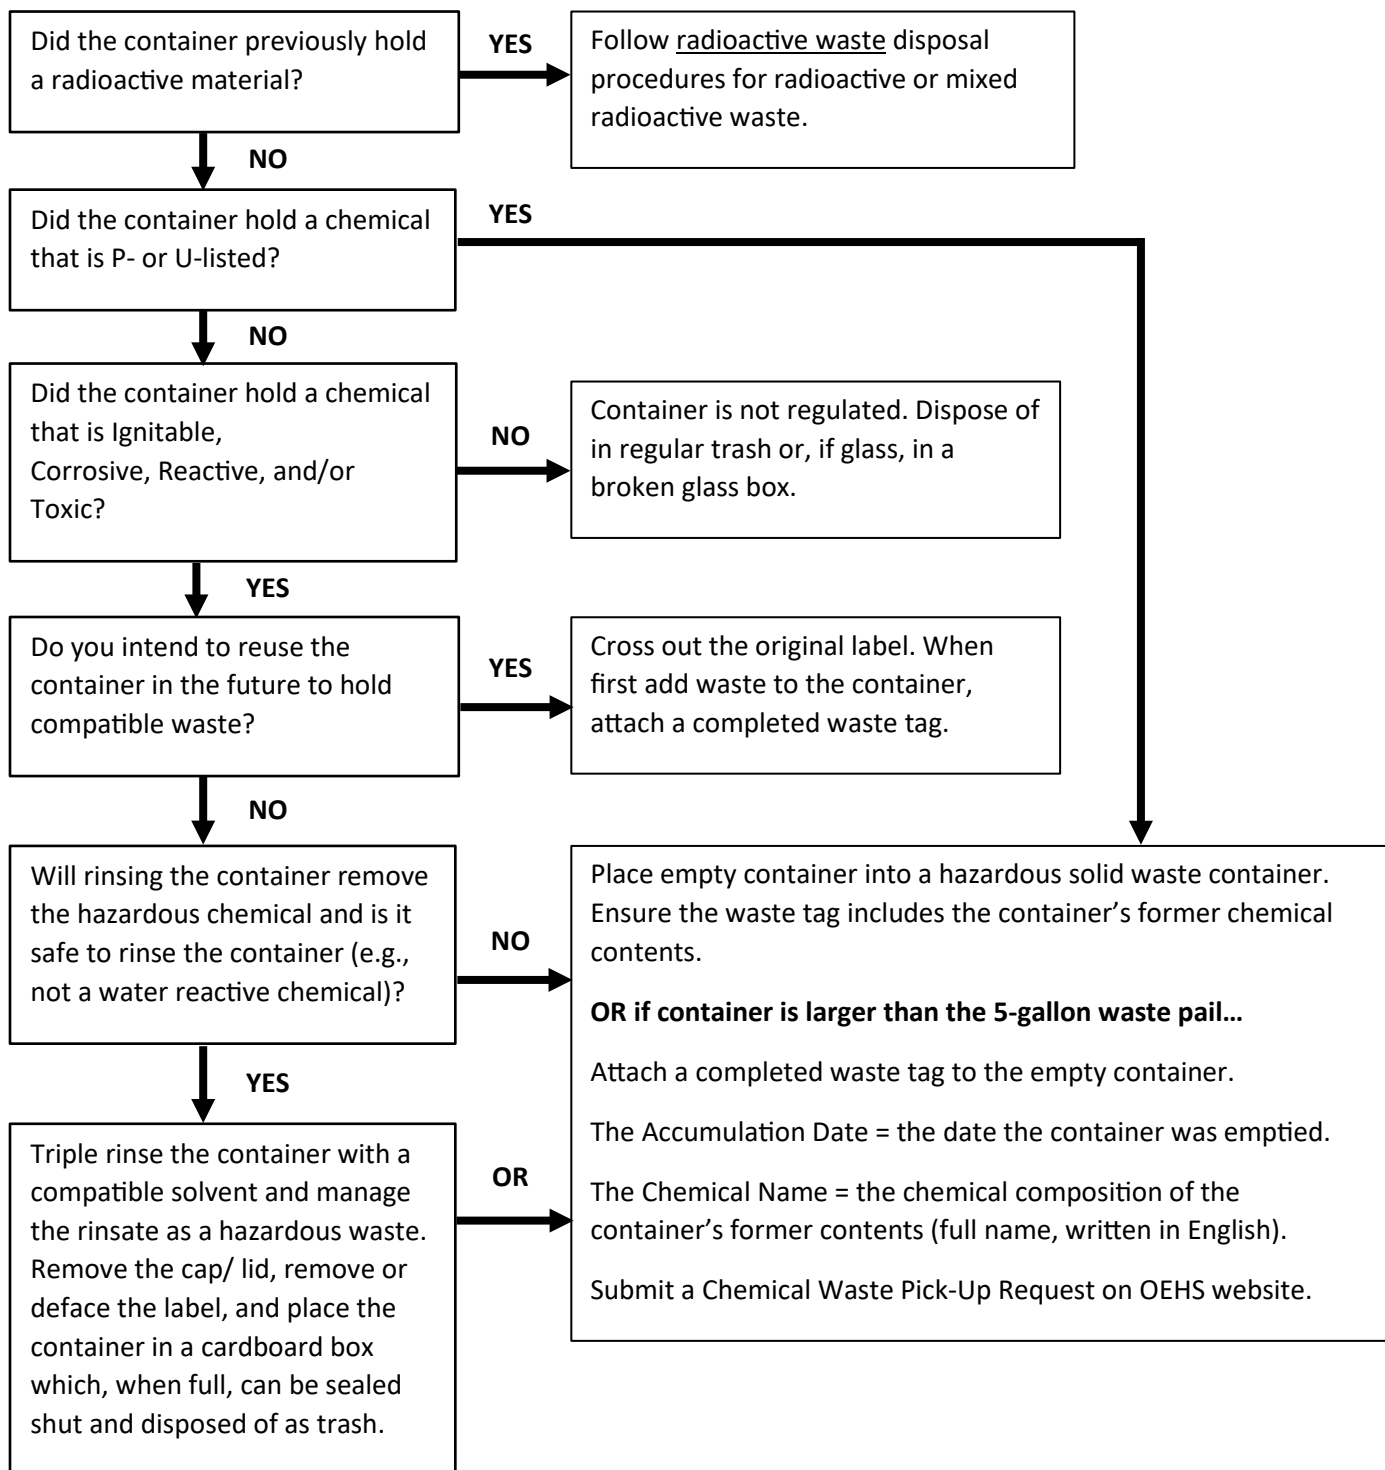 Did the container previously hold
a radioactive material?
YES
Follow radioactive waste disposal
procedures for radioactive or mixed
radioactive waste.
NO
Did the container hold a chemical
that is P- or U-listed?
YES
NO
Did the container hold a chemical
that is Ignitable,
Corrosive, Reactive, and/or
Toxic?
NO
Container is not regulated. Dispose of
in regular trash or, if glass, in a
broken glass box.
YES
Do you intend to reuse the
container in the future to hold
compatible waste?
YES
Cross out the original label. When
first add waste to the container,
attach a completed waste tag.
NO
Will rinsing the container remove
the hazardous chemical and is it
safe to rinse the container (e.g.,
not a water reactive chemical)?
NO
Place empty container into a hazardous solid waste container.
Ensure the waste tag includes the container’s former chemical
contents.
OR if container is larger than the 5-gallon waste pail…
Attach a completed waste tag to the empty container.
The Accumulation Date = the date the container was emptied.
The Chemical Name = the chemical composition of the
container’s former contents (full name, written in English).
Submit a Chemical Waste Pick-Up Request on OEHS website.
YES
Triple rinse the container with a
compatible solvent and manage
the rinsate as a hazardous waste.
Remove the cap/ lid, remove or
deface the label, and place the
container in a cardboard box
which, when full, can be sealed
shut and disposed of as trash.
OR